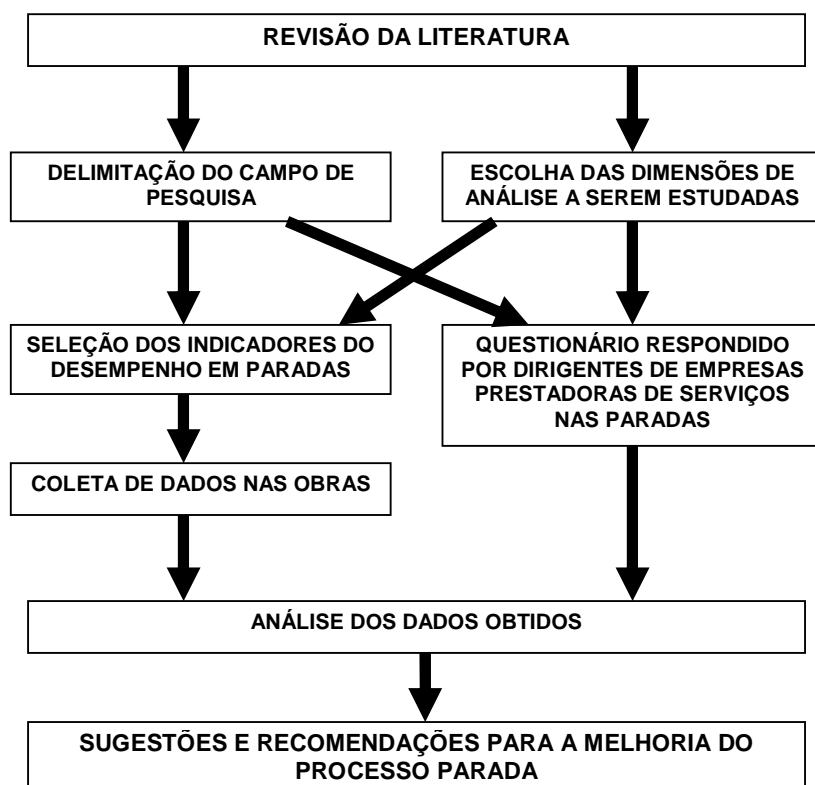 REVISÃO DA LITERATURA
DELIMITAÇÃO DO CAMPO DE
PESQUISA
ESCOLHA DAS DIMENSÕES DE
ANÁLISE A SEREM ESTUDADAS
SELEÇÃO DOS INDICADORES DO
DESEMPENHO EM PARADAS
QUESTIONÁRIO RESPONDIDO
POR DIRIGENTES DE EMPRESAS
PRESTADORAS DE SERVIÇOS
NAS PARADAS
COLETA DE DADOS NAS OBRAS
ANÁLISE DOS DADOS OBTIDOS
SUGESTÕES E RECOMENDAÇÕES PARA A MELHORIA DO
PROCESSO PARADA